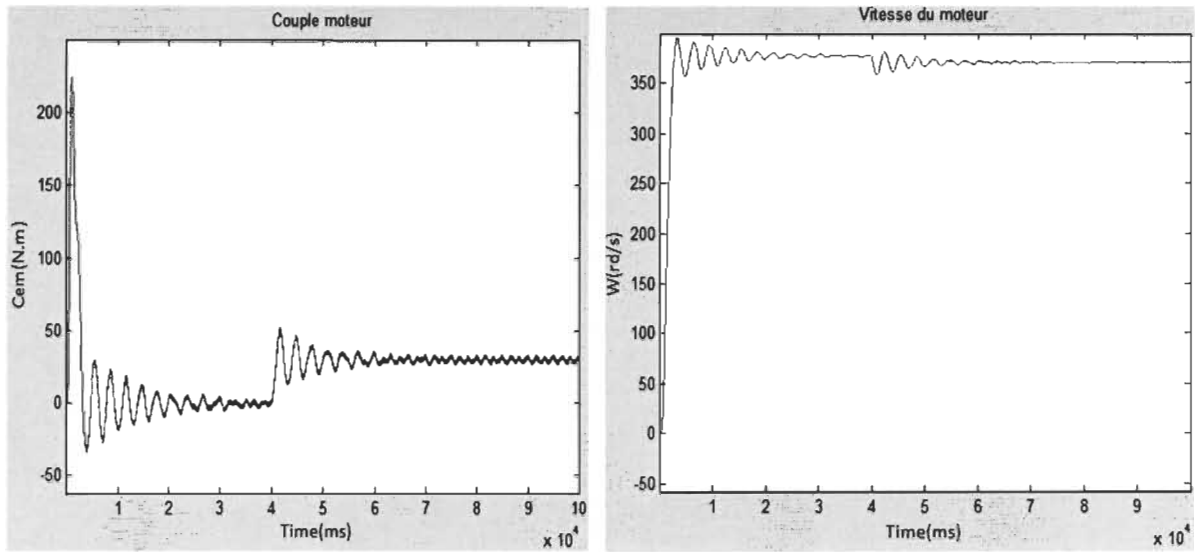 Couple moteur
200
150
100
50
0
-50
Cem(N.m)
1 2 3 4 5 6 7 8 9 10
Time(ms)
x 10^4
Vitesse du moteur
350
300
250
200
150
100
50
0
-50
W(rd/s)
1 2 3 4 5 6 7 8 9 10
Time(ms)
x 10^4